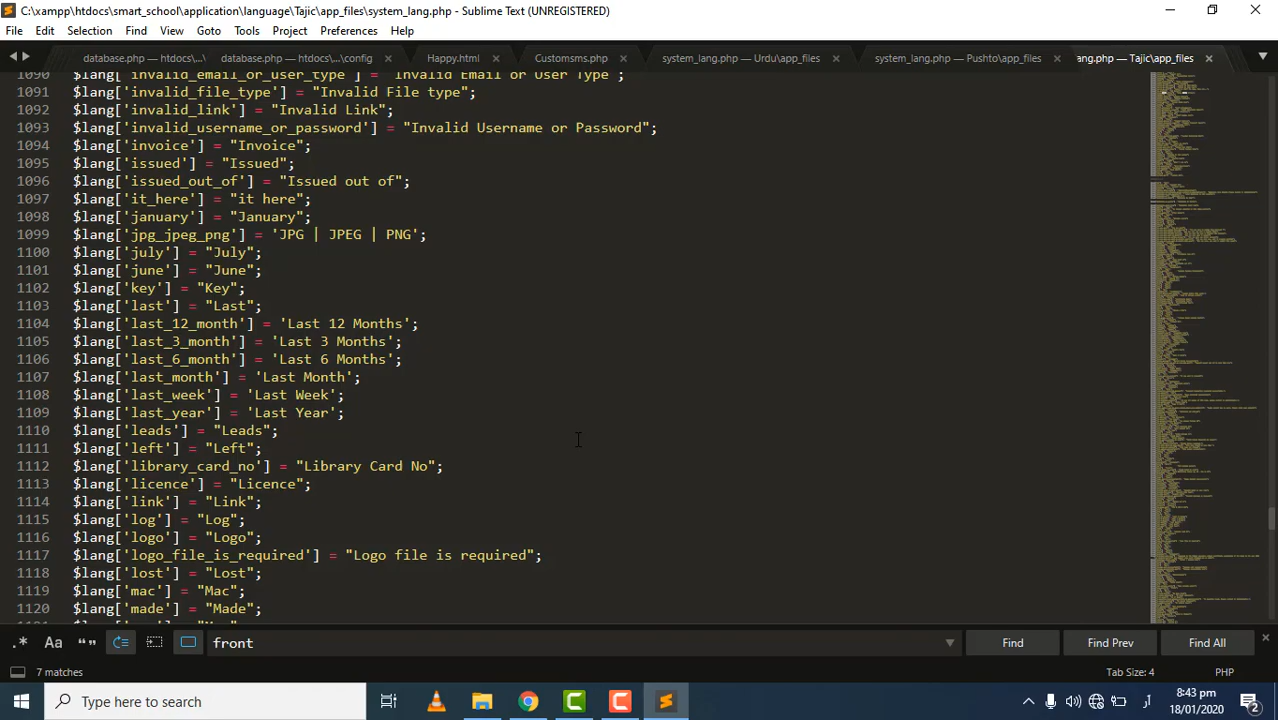 C:\xampp\htdocs\smart_school\application\language\Tajic\app_files\system_lang.php - Sublime Text (UNREGISTERED)
File Edit Selection Find View Goto Tools Project Preferences Help
database.php — htdocs\...\ database.php — htdocs\...\config Happy.html Customsms.php system_lang.php — Urdu\app_files system_lang.php — Pushto\app_files ang.php — Tajic\app_files
1090 $lang['invalid_email_or_user_type'] = "Invalid Email or User Type";
1091 $lang['invalid_file_type'] = "Invalid File type";
1092 $lang['invalid_link'] = "Invalid Link";
1093 $lang['invalid_username_or_password'] = "Invalid Username or Password";
1094 $lang['invoice'] = "Invoice";
1095 $lang['issued'] = "Issued";
1096 $lang['issued_out_of'] = "Issued out of";
1097 $lang['it_here'] = "it here";
1098 $lang['january'] = "January";
1099 $lang['jpg_jpeg_png'] = 'JPG | JPEG | PNG';
1100 $lang['july'] = "July";
1101 $lang['june'] = "June";
1102 $lang['key'] = "Key";
1103 $lang['last'] = "Last";
1104 $lang['last_12_month'] = 'Last 12 Months';
1105 $lang['last_3_month'] = 'Last 3 Months';
1106 $lang['last_6_month'] = 'Last 6 Months';
1107 $lang['last_month'] = 'Last Month';
1108 $lang['last_week'] = 'Last Week';
1109 $lang['last_year'] = 'Last Year';
1110 $lang['leads'] = "Leads";
1111 $lang['left'] = "Left";
1112 $lang['library_card_no'] = "Library Card No";
1113 $lang['licence'] = "Licence";
1114 $lang['link'] = "Link";
1115 $lang['log'] = "Log";
1116 $lang['logo'] = "Logo";
1117 $lang['logo_file_is_required'] = "Logo file is required";
1118 $lang['lost'] = "Lost";
1119 $lang['mac'] = "Mac";
1120 $lang['made'] = "Made";
.* Aa “” front Find Find Prev Find All
7 matches Tab Size: 4 PHP
Type here to search
8:43 pm
18/01/2020
2